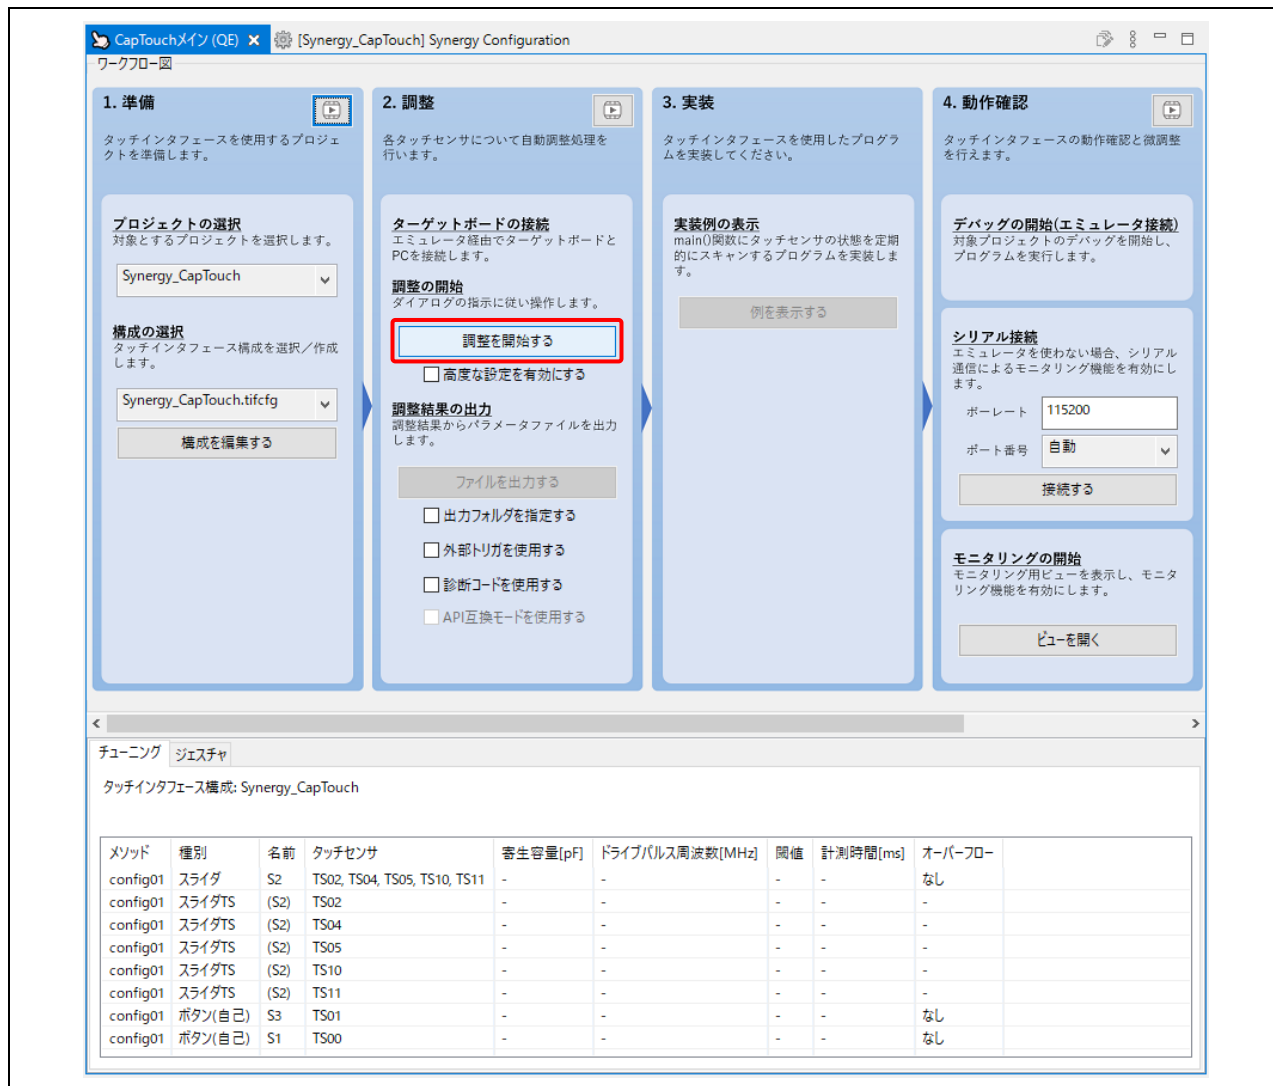 CapTouchメイン (QE)
[Synergy_CapTouch] Synergy Configuration
ワークフロー図
1. 準備
タッチインタフェースを使用するプロジェ
クトを準備します。
プロジェクトの選択
対象とするプロジェクトを選択します。
Synergy_CapTouch
構成の選択
タッチインタフェース構成を選択／作成
します。
Synergy_CapTouch.tifcfg
構成を編集する
2. 調整
各タッチセンサについて自動調整処理を
行います。
ターゲットボードの接続
エミュレータ経由でターゲットボードと
PCを接続します。
調整の開始
ダイアログの指示に従い操作します。
調整を開始する
高度な設定を有効にする
調整結果の出力
調整結果からパラメータファイルを出力
します。
ファイルを出力する
出力フォルダを指定する
外部トリガを使用する
診断コードを使用する
API互換モードを使用する
3. 実装
タッチインタフェースを使用したプログラ
ムを実装してください。
実装例の表示
main()関数にタッチセンサの状態を定期
的にスキャンするプログラムを実装しま
す。
例を表示する
4. 動作確認
タッチインタフェースの動作確認と微調整
を行えます。
デバッグの開始(エミュレータ接続)
対象プロジェクトのデバッグを開始し、
プログラムを実行します。
シリアル接続
エミュレータを使わない場合、シリアル
通信によるモニタリング機能を有効にし
ます。
ボーレート 115200
ポート番号 自動
接続する
モニタリングの開始
モニタリング用ビューを表示し、モニタ
リング機能を有効にします。
ビューを開く
チューニング ジェスチャ
タッチインタフェース構成: Synergy_CapTouch
メソッド 種別 名前 タッチセンサ 寄生容量[pF] ドライブパルス周波数[MHz] 閾値 計測時間[ms] オーバーフロー
config01 スライダ S2 TS02, TS04, TS05, TS10, TS11 - - - - なし
config01 スライダTS (S2) TS02 - - - - -
config01 スライダTS (S2) TS04 - - - - -
config01 スライダTS (S2) TS05 - - - - -
config01 スライダTS (S2) TS10 - - - - -
config01 スライダTS (S2) TS11 - - - - -
config01 ボタン(自己) S3 TS01 - - - - なし
config01 ボタン(自己) S1 TS00 - - - - なし